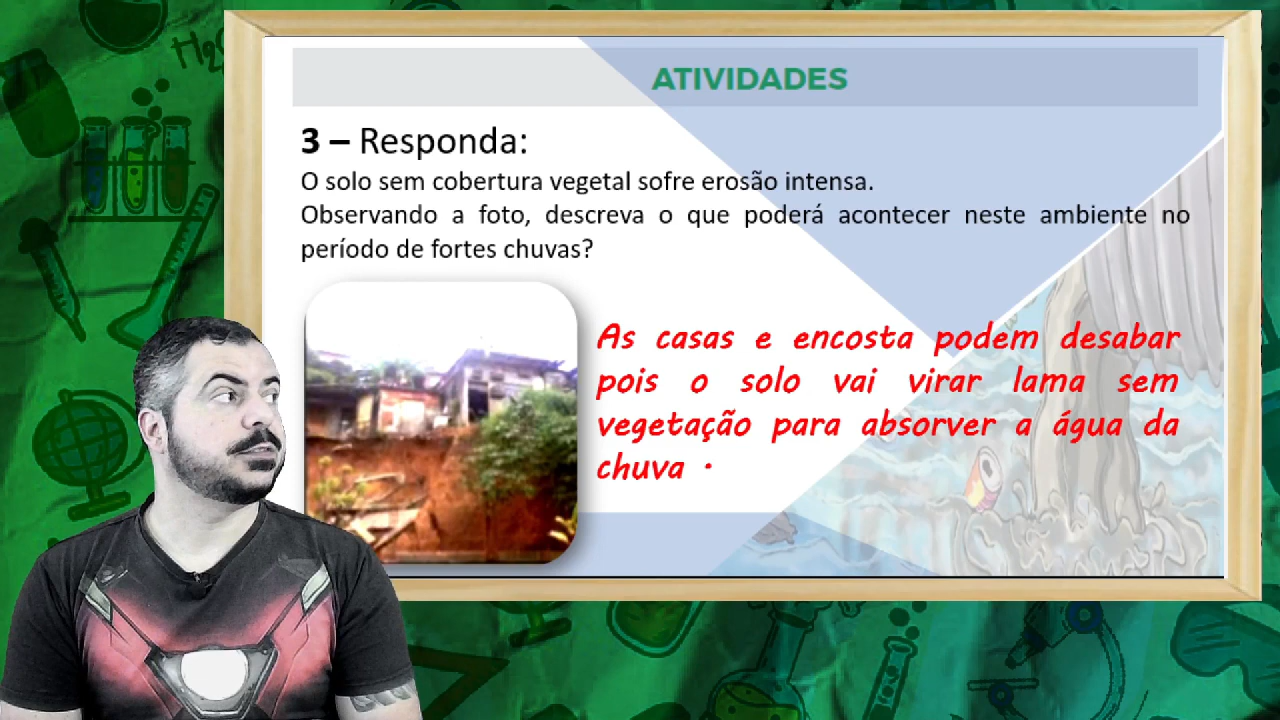 H₂O
ATIVIDADES
3 – Responda:
O solo sem cobertura vegetal sofre erosão intensa.
Observando a foto, descreva o que poderá acontecer neste ambiente no
período de fortes chuvas?
As casas e encosta podem desabar
pois o solo vai virar lama sem
vegetação para absorver a água da
chuva .